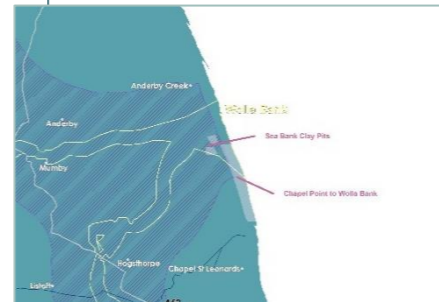 Anderby Creek
Wolla Bank
Anderby
Sea Bank Clay Pits
Mumby
Chapel Point to Wolla Bank
Hogsthorpe
Chapel St Leonards